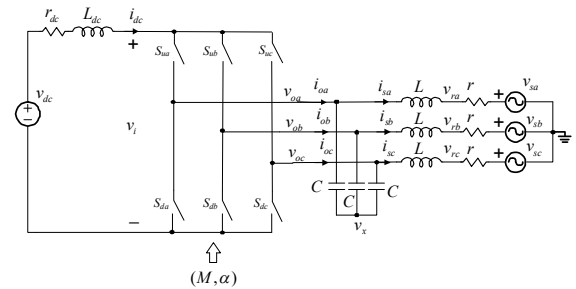 r_dc
L_dc
i_dc
+
S_ua
S_ub
S_uc
v_dc
+
−
v_i
v_oa
i_oa
i_sa
L
v_ra
r
+
v_sa
v_ob
i_ob
i_sb
L
v_rb
r
+
v_sb
v_oc
i_oc
i_sc
L
v_rc
r
+
v_sc
C
C
C
v_x
S_da
S_db
S_dc
−
(M, α)